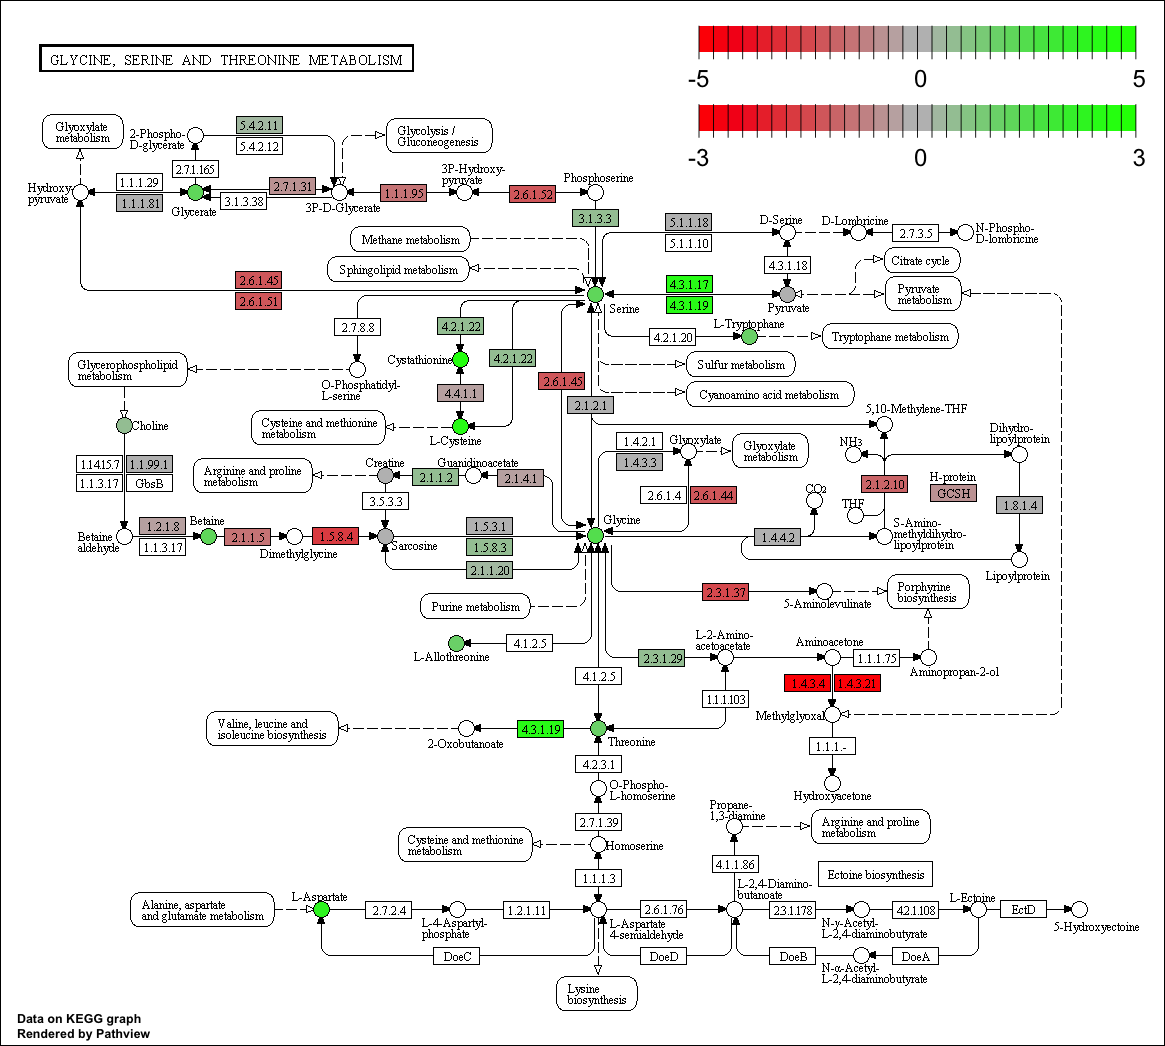 GLYCINE, SERINE AND THREONINE METABOLISM
-5
0
5
-3
0
3
Glyoxylate
metabolism
2-Phospho-
D-glycerate
5.4.2.11
5.4.2.12
Glycolysis /
Gluconeogenesis
2.7.1.165
Hydroxy
pyruvate
1.1.1.29
1.1.1.81
Glycerate
2.7.1.31
3.1.3.38
3P-D-Glycerate
1.1.1.95
3P-Hydroxy-
pyruvate
2.6.1.52
Phosphoserine
3.1.3.3
Methane metabolism
Sphingolipid metabolism
5.1.1.18
5.1.1.10
D-Serine
D-Lombricine
2.7.3.5
N-Phospho-
D-lombricine
4.3.1.18
Citrate cycle
Pyruvate
metabolism
2.6.1.45
2.6.1.51
4.3.1.17
4.3.1.19
Serine
Pyruvate
2.7.8.8
4.2.1.22
L-Tryptophane
4.2.1.20
Tryptophane metabolism
Glycerophospholipid
metabolism
Cystathionine
4.2.1.22
Sulfur metabolism
O-Phosphatidyl-
L-serine
4.4.1.1
2.6.1.45
Cyanoamino acid metabolism
2.1.2.1
Choline
Cysteine and methionine
metabolism
L-Cysteine
5,10-Methylene-THF
1.4.2.1
1.4.3.3
Glyoxylate
Glyoxylate
metabolism
NH3
Dihydro-
lipoylprotein
1.14.15.7
1.1.99.1
1.1.3.17
GbsB
Arginine and proline
metabolism
Creatine
2.1.1.2
Guanidinoacetate
2.1.4.1
2.6.1.4
2.6.1.44
CO2
THF
2.1.2.10
H-protein
GCSH
1.8.1.4
3.5.3.3
Betaine
aldehyde
1.2.1.8
1.1.3.17
Betaine
2.1.1.5
Dimethylglycine
1.5.8.4
Sarcosine
1.5.3.1
1.5.8.3
2.1.1.20
Glycine
1.4.4.2
S-Amino-
methyldihydro-
lipoylprotein
Lipoylprotein
Purine metabolism
2.3.1.37
5-Aminolevulinate
Porphyrine
biosynthesis
L-Allothreonine
4.1.2.5
2.3.1.29
L-2-Amino-
acetoacetate
Aminoacetone
1.1.1.75
Aminopropan-2-ol
4.1.2.5
1.1.1.103
1.4.3.4
1.4.3.21
Valine, leucine and
isoleucine biosynthesis
2-Oxobutanoate
4.3.1.19
Threonine
Methylglyoxal
1.1.1.-
Hydroxyacetone
4.2.3.1
O-Phospho-
L-homoserine
2.7.1.39
Propane-
1,3-diamine
Arginine and proline
metabolism
Cysteine and methionine
metabolism
Homoserine
4.1.1.86
Ectoine biosynthesis
1.1.1.3
Alanine, aspartate
and glutamate metabolism
L-Aspartate
2.7.2.4
L-4-Aspartyl-
phosphate
1.2.1.11
L-Aspartate
4-semialdehyde
2.6.1.76
L-2,4-Diamino-
butanoate
2.3.1.178
N-γ-Acetyl-
L-2,4-diaminobutyrate
4.2.1.108
L-Ectoine
EctD
5-Hydroxyectoine
DoeC
DoeD
DoeB
N-α-Acetyl-
L-2,4-diaminobutyrate
DoeA
Lysine
biosynthesis
Data on KEGG graph
Rendered by Pathview